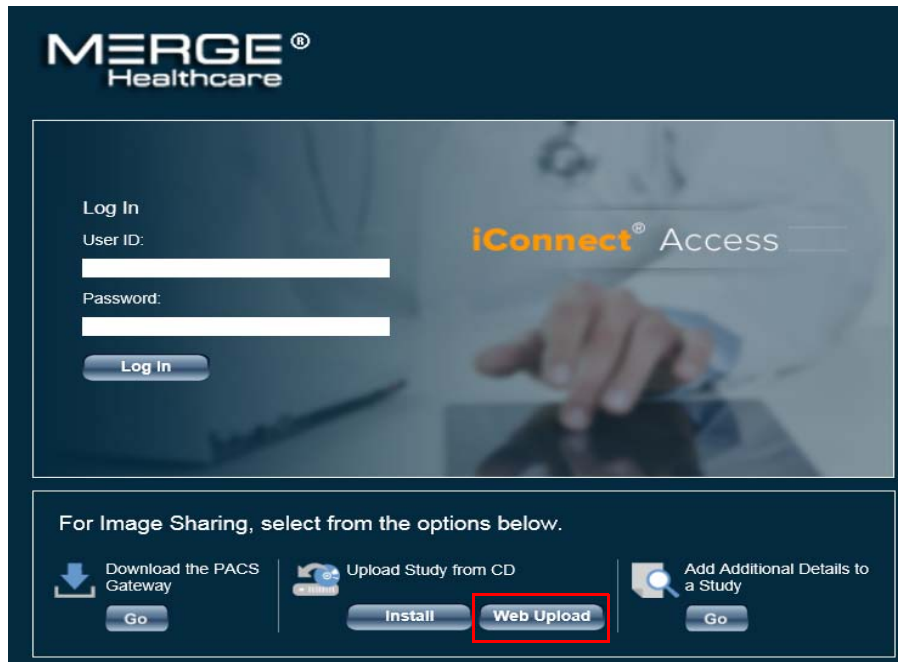 MERGE®
Healthcare
Log In
User ID:
iConnect® Access
Password:
Log In
For Image Sharing, select from the options below.
Download the PACS
Gateway
Go
Upload Study from CD
Install
Web Upload
Add Additional Details to
a Study
Go